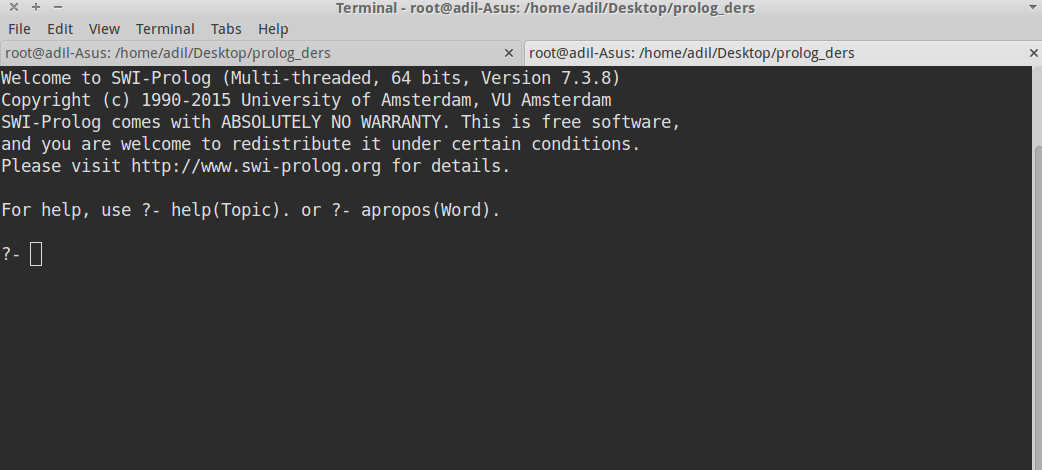 Terminal - root@adil-Asus: /home/adil/Desktop/prolog_ders
File Edit View Terminal Tabs Help
root@adil-Asus: /home/adil/Desktop/prolog_ders × root@adil-Asus: /home/adil/Desktop/prolog_ders ×
Welcome to SWI-Prolog (Multi-threaded, 64 bits, Version 7.3.8)
Copyright (c) 1990-2015 University of Amsterdam, VU Amsterdam
SWI-Prolog comes with ABSOLUTELY NO WARRANTY. This is free software,
and you are welcome to redistribute it under certain conditions.
Please visit http://www.swi-prolog.org for details.
For help, use ?- help(Topic). or ?- apropos(Word).
?-